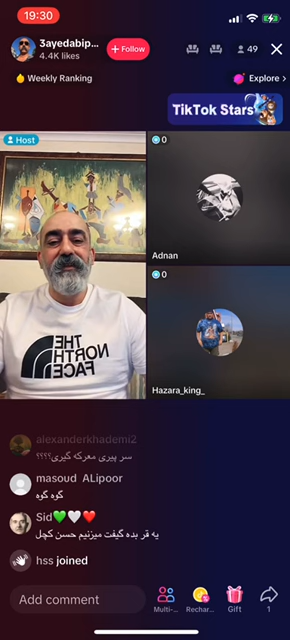 19:30
3ayedabip...
4.4K likes
+ Follow
49
Weekly Ranking
Explore >
TikTok Stars
Host
0
0
THE
NORTH
FACE
Adnan
Hazara_king_
alexanderkhademi2
سر پیری معرکه گیری؟؟؟؟
masoud ALipoor
گوه گوه
Sid💚🤍❤️
یه قر بده گیفت میزنیم حسن کچل
hss joined
Add comment
Multi-...
Rechar...
Gift
1